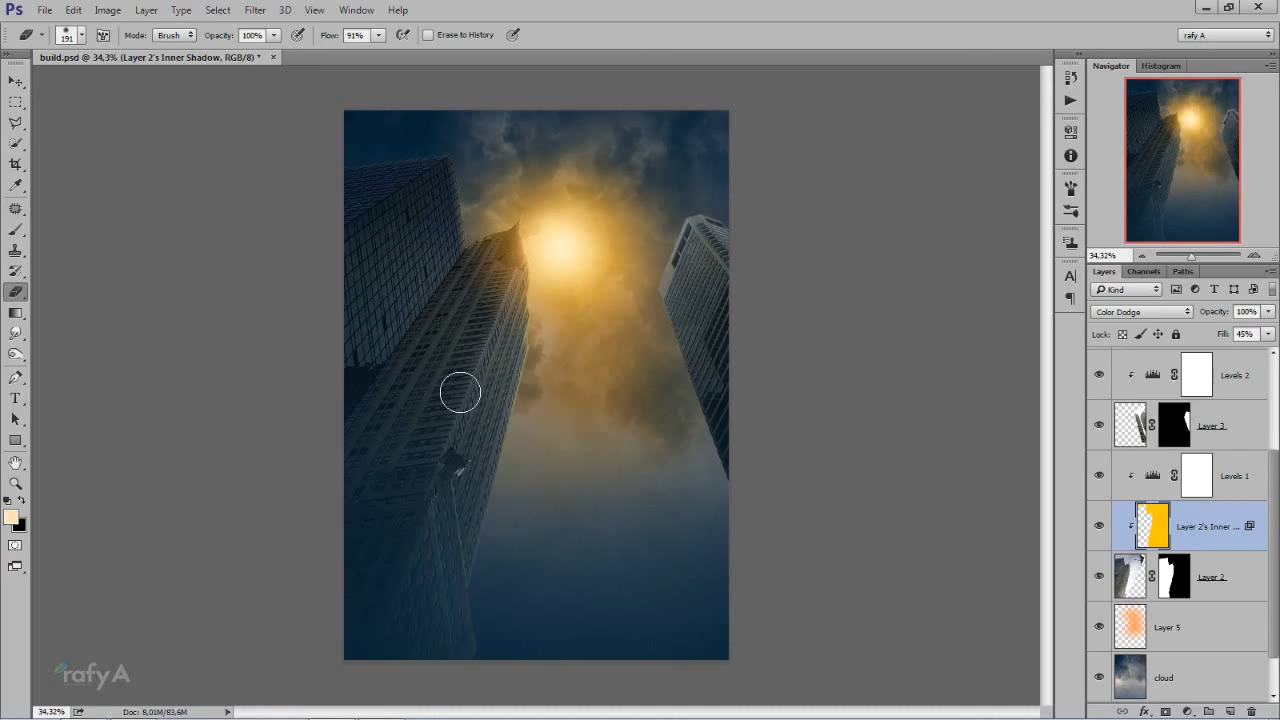 Ps File Edit Image Layer Type Select Filter 3D View Window Help
191 Mode: Brush Opacity: 100% Flow: 91% Erase to History rafy A
build.psd @ 34,3% (Layer 2's Inner Shadow, RGB/8) * ×
Navigator Histogram
34,32%
Layers Channels Paths
Kind
Color Dodge Opacity: 100%
Lock: Fill: 45%
Levels 2
Layer 3
Levels 1
Layer 2's Inner ...
Layer 2
Layer 5
cloud
rafy A
34,32% Doc: 8,01M/83,6M
fx